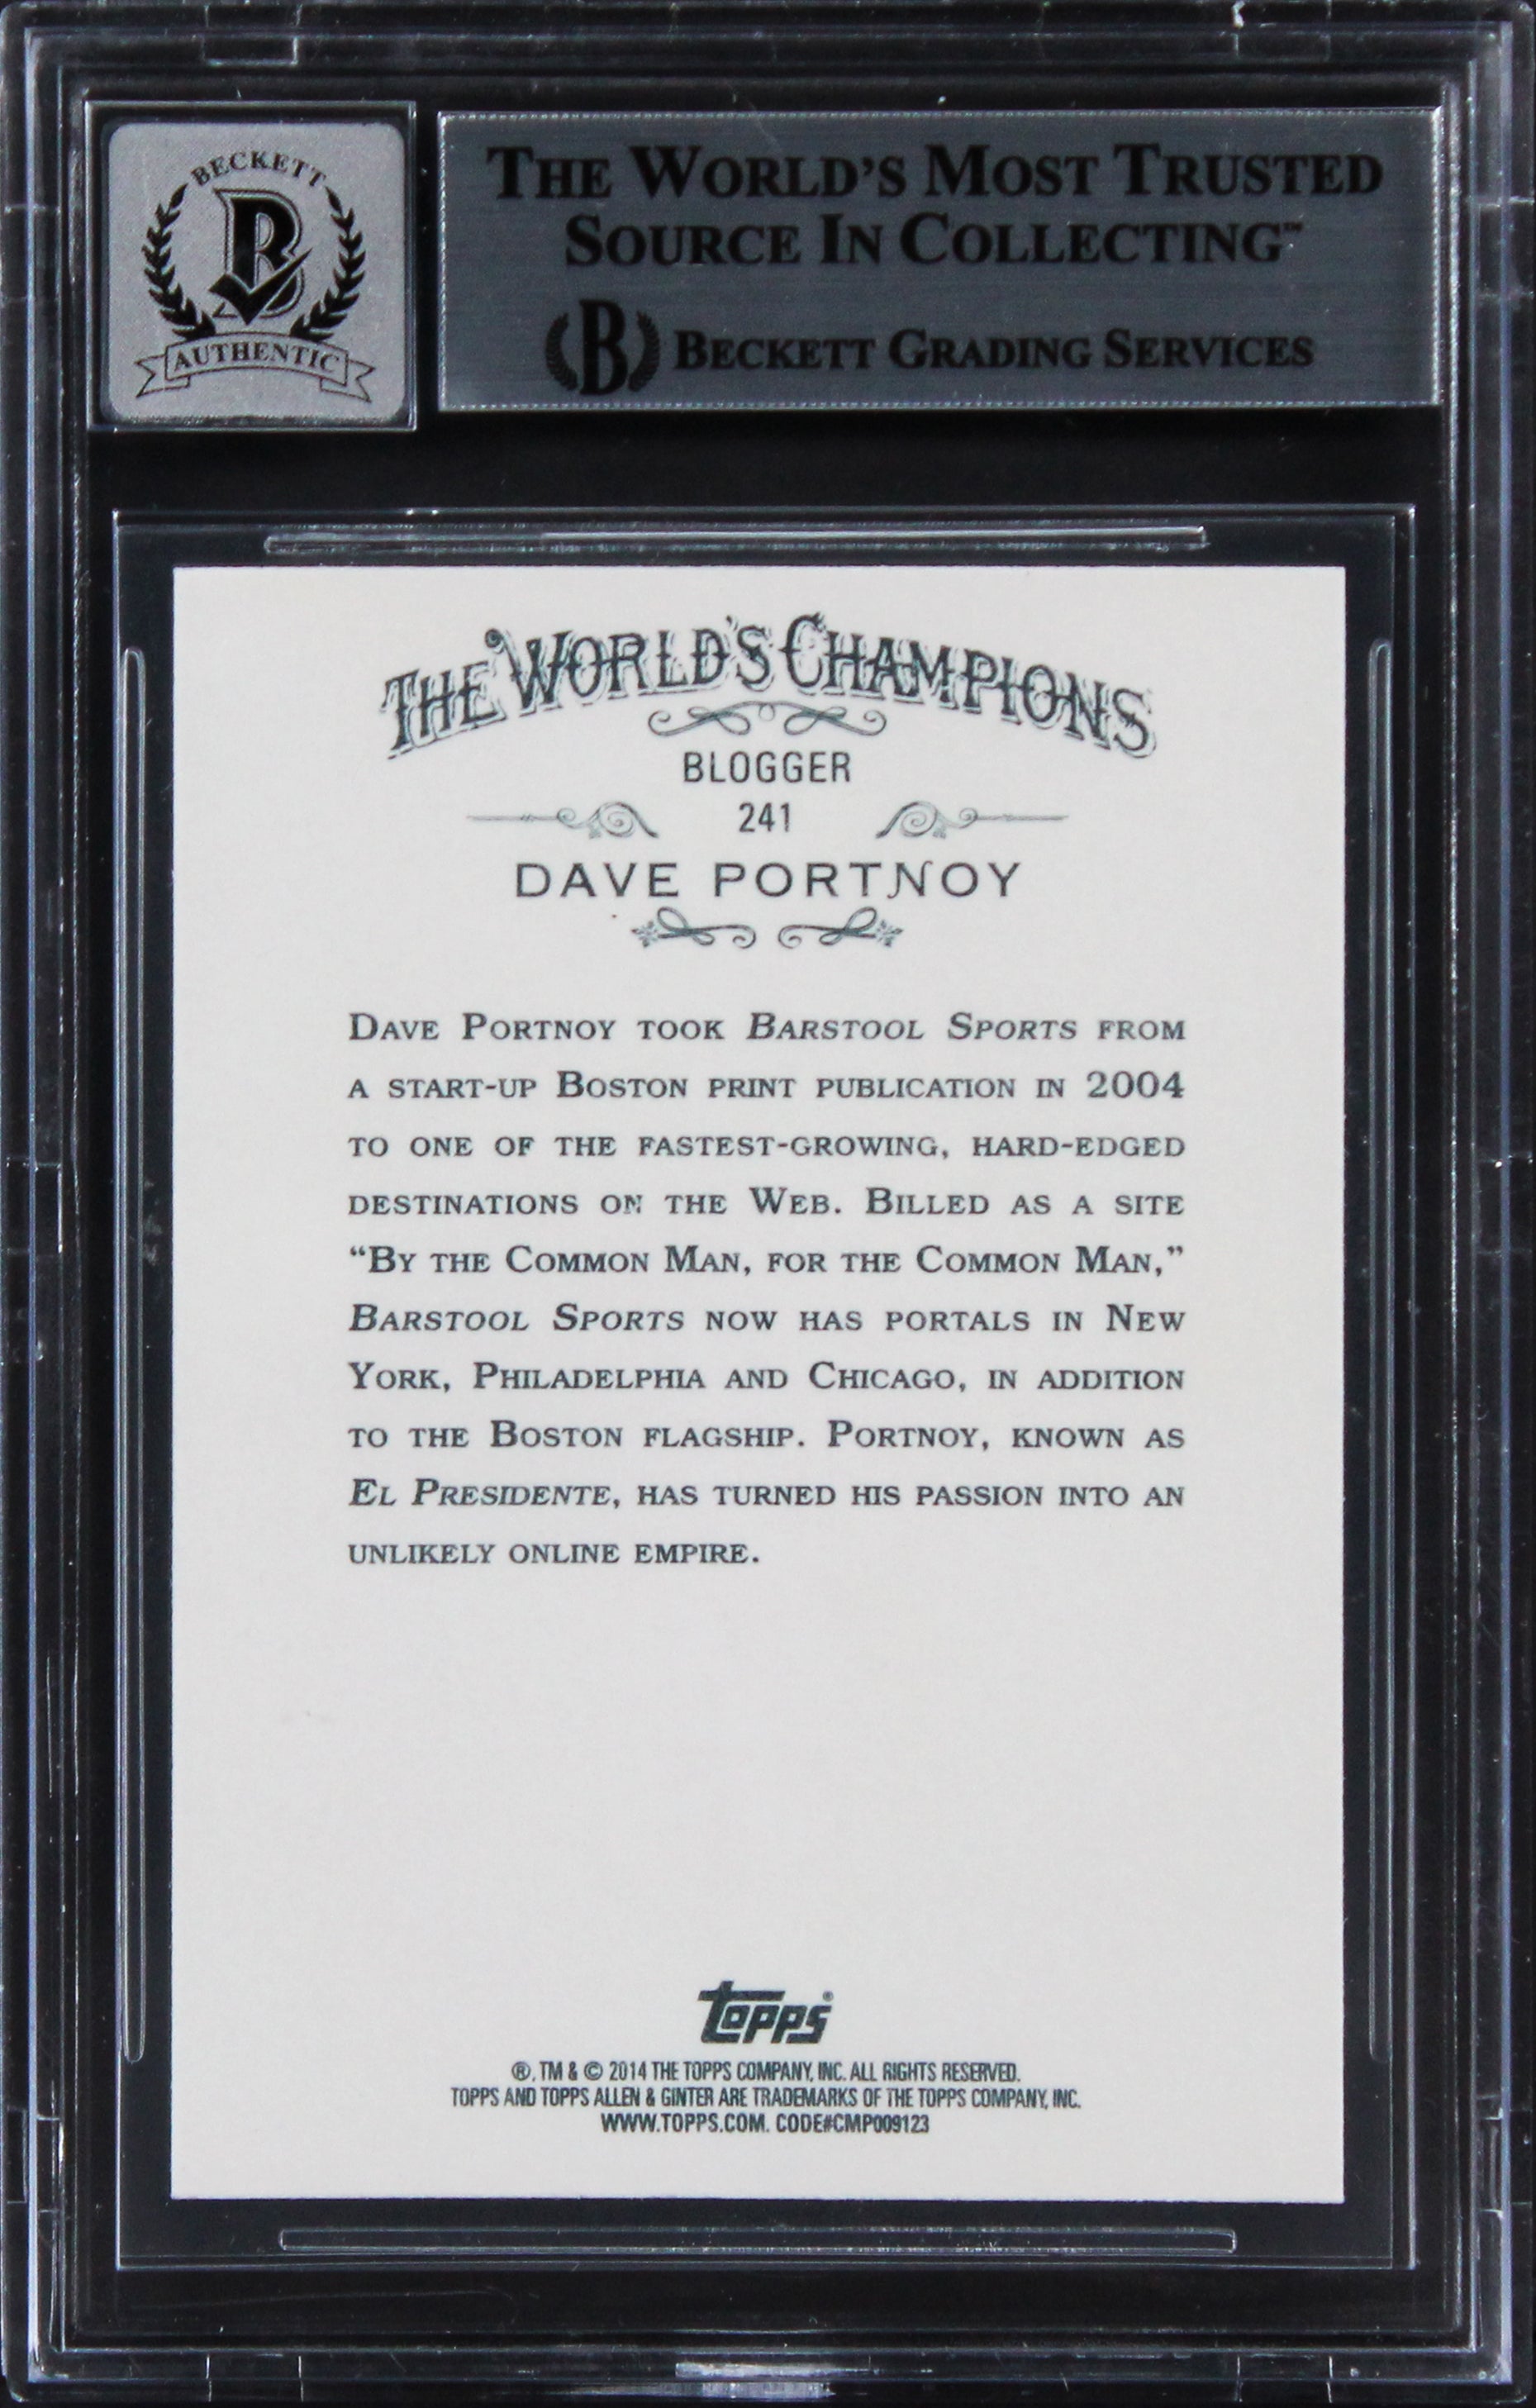 BECKETT
B
AUTHENTIC
THE WORLD'S MOST TRUSTED
SOURCE IN COLLECTING™
B BECKETT GRADING SERVICES
THE WORLD'S CHAMPIONS
BLOGGER
241
DAVE PORTNOY
DAVE PORTNOY TOOK BARSTOOL SPORTS FROM
A START-UP BOSTON PRINT PUBLICATION IN 2004
TO ONE OF THE FASTEST-GROWING, HARD-EDGED
DESTINATIONS ON THE WEB. BILLED AS A SITE
“BY THE COMMON MAN, FOR THE COMMON MAN,”
BARSTOOL SPORTS NOW HAS PORTALS IN NEW
YORK, PHILADELPHIA AND CHICAGO, IN ADDITION
TO THE BOSTON FLAGSHIP. PORTNOY, KNOWN AS
EL PRESIDENTE, HAS TURNED HIS PASSION INTO AN
UNLIKELY ONLINE EMPIRE.
topps®
®, TM & © 2014 THE TOPPS COMPANY, INC. ALL RIGHTS RESERVED.
TOPPS AND TOPPS ALLEN & GINTER ARE TRADEMARKS OF THE TOPPS COMPANY, INC.
WWW.TOPPS.COM. CODE#CMP009123